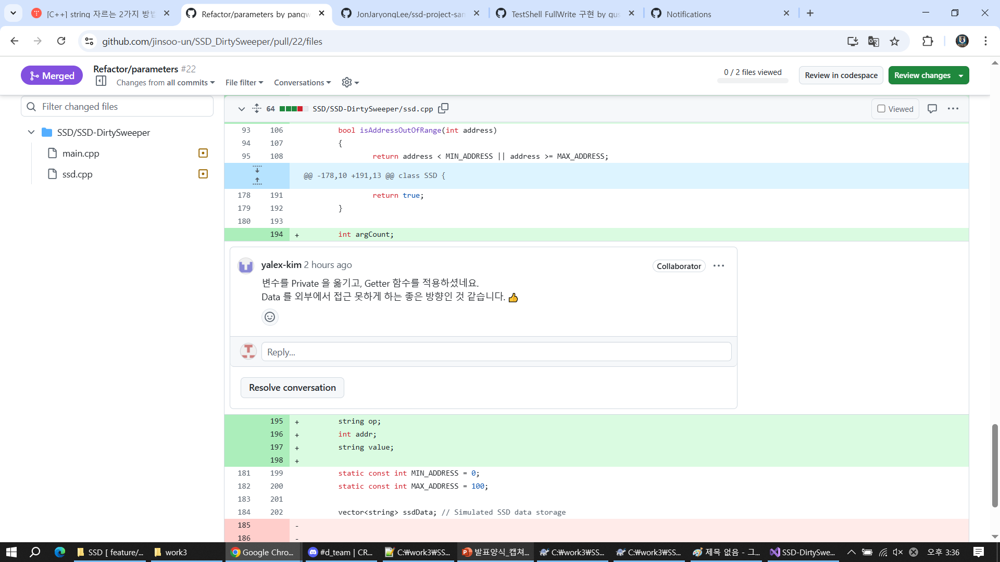 [C++] string 자르는 2가지 방법
Refactor/parameters by pangw
JonJaryongLee/ssd-project-sam
TestShell FullWrite 구현 by gus
Notifications
github.com/jinsoo-un/SSD_DirtySweeper/pull/22/files
Merged
Refactor/parameters #22
Changes from all commits
File filter
Conversations
0 / 2 files viewed
Review in codespace
Review changes
Filter changed files
SSD/SSD-DirtySweeper
main.cpp
ssd.cpp
64 SSD/SSD-DirtySweeper/ssd.cpp
Viewed
93 106 bool isAddressOutOfRange(int address)
94 107 {
95 108 return address < MIN_ADDRESS || address >= MAX_ADDRESS;
@@ -178,10 +191,13 @@ class SSD {
178 191 return true;
179 192 }
180 193
194 + int argCount;
yalex-kim 2 hours ago
Collaborator
변수를 Private 을 옮기고, Getter 함수를 적용하셨네요.
Data 를 외부에서 접근 못하게 하는 좋은 방향인 것 같습니다. 👍
Reply...
Resolve conversation
195 + string op;
196 + int addr;
197 + string value;
198 +
181 199 static const int MIN_ADDRESS = 0;
182 200 static const int MAX_ADDRESS = 100;
183 201
184 202 vector<string> ssdData; // Simulated SSD data storage
185 -
186 -
SSD [ feature/...
work3
Google Chro...
#d_team | CR...
C:₩work3₩SS...
발표양식_캡쳐...
C:₩work3₩SS...
C:₩work3₩SS...
제목 없음 - 그...
SSD-DirtySwe...
오후 3:36